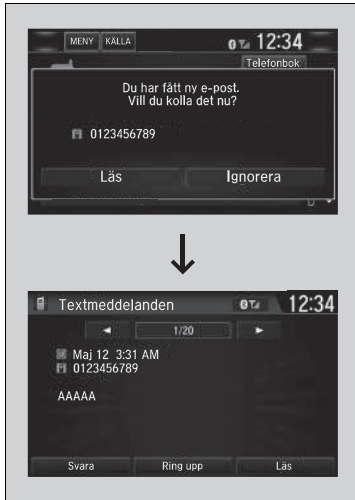 MENY KÄLLA 12:34
Telefonbok
Du har fått ny e-post.
Vill du kolla det nu?
0123456789
Läs Ignorera
Textmeddelanden 12:34
1/20
Maj 12 3:31 AM
0123456789
AAAAA
Svara Ring upp Läs